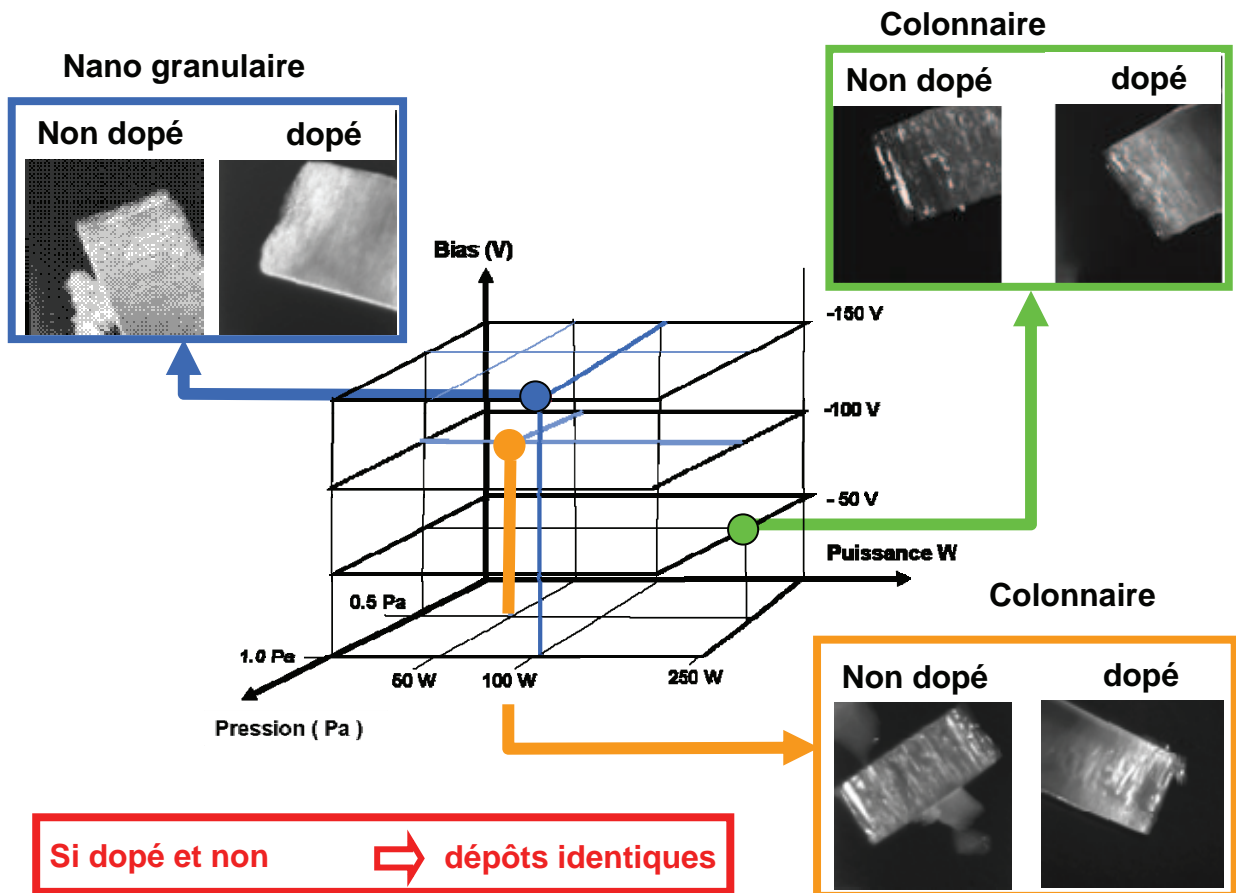 Colonnaire
Nano granulaire
Non dopé
dopé
Non dopé
dopé
Bias (V)
-150 V
-100 V
- 50 V
Puissance W
0.5 Pa
1.0 Pa
50 W
100 W
250 W
Pression ( Pa )
Colonnaire
Non dopé
dopé
Si dopé et non
dépôts identiques